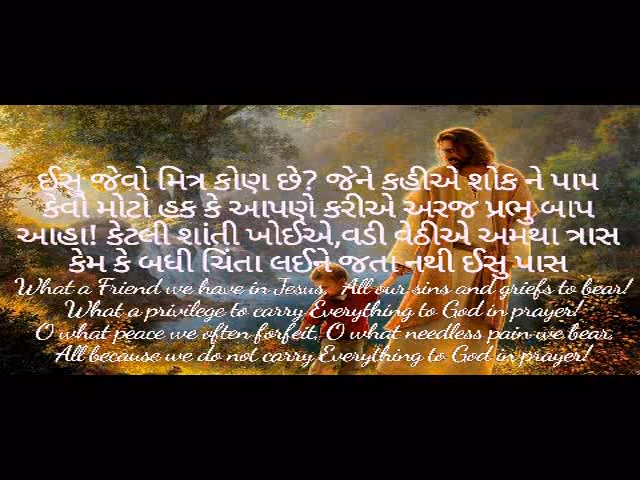 ઈસુ જેવો મિત્ર કોણ છે? જેને કહીએ શોક ને પાપ
કેવો મોટો હક કે આપણે કરીએ અરજ પ્રભુ બાપ
આહા! કેટલી શાંતી ખોઈએ,વડી વેઠીએ અમથા ત્રાસ
કેમ કે બધી ચિંતા લઈને જતા નથી ઈસુ પાસ
What a Friend we have in Jesus, All our sins and griefs to bear!
What a privilege to carry Everything to God in prayer!
O what peace we often forfeit, O what needless pain we bear,
All because we do not carry Everything to God in prayer!